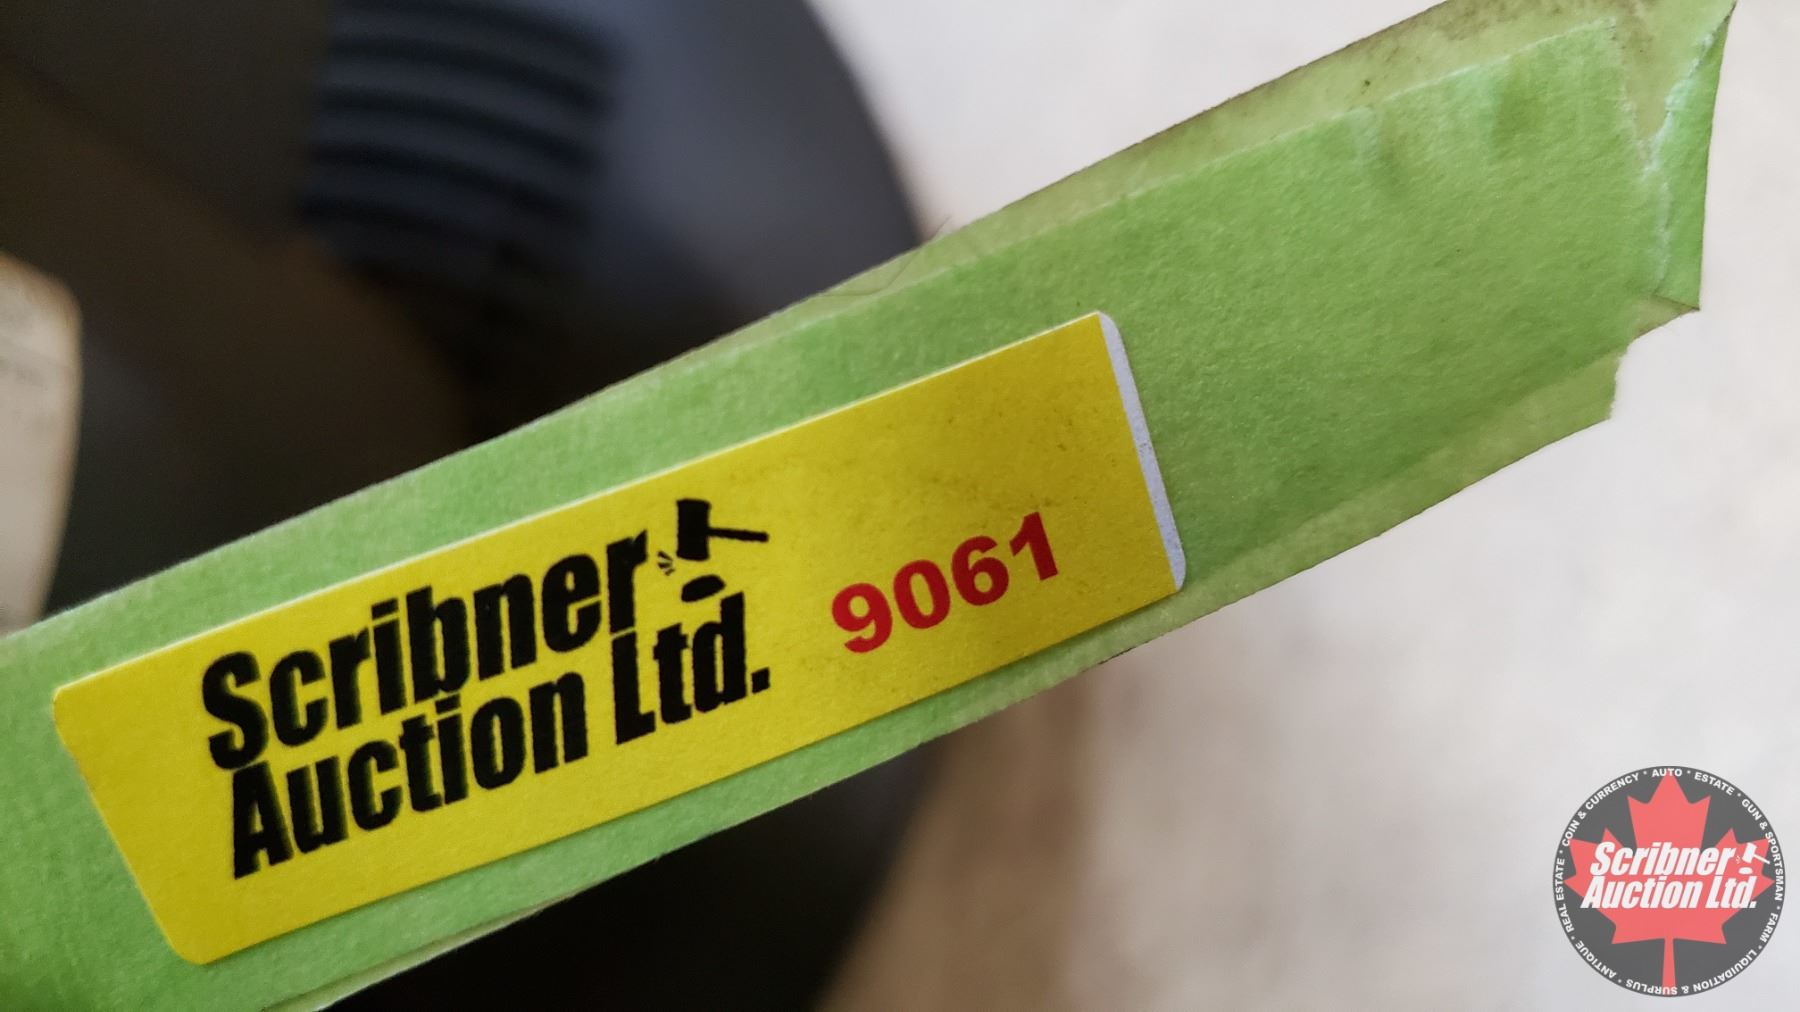 Scribner
Auction Ltd.
9061
COIN & CURRENCY * AUTO * ESTATE * GUN & SPORTSMAN * FARM * LIQUIDATION & SURPLUS * ANTIQUE * REAL ESTATE *
Scribner
Auction Ltd.